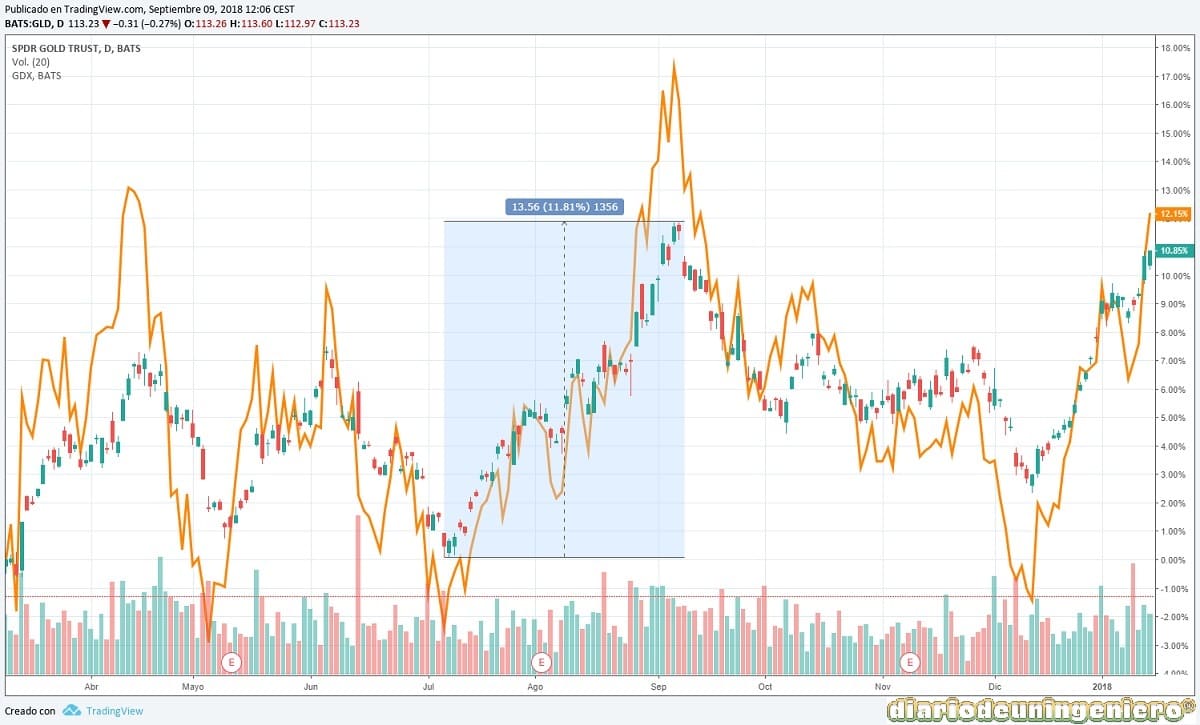 Publicado en TradingView.com, Septiembre 09, 2018 12:06 CEST
BATS:GLD, D 113.23 ▼ −0.31 (−0.27%) O:113.26 H:113.60 L:112.97 C:113.23
SPDR GOLD TRUST, D, BATS
Vol. (20)
GDX, BATS
18.00%
17.00%
16.00%
15.00%
14.00%
13.00%
13.56 (11.81%) 1356
12.15%
10.85%
10.00%
9.00%
8.00%
7.00%
6.00%
5.00%
4.00%
3.00%
2.00%
1.00%
0.00%
-1.00%
-2.00%
-3.00%
-4.00%
E E E
Abr Mayo Jun Jul Ago Sep Oct Nov Dic 2018
Creado con TradingView
diariodeuningeniero®